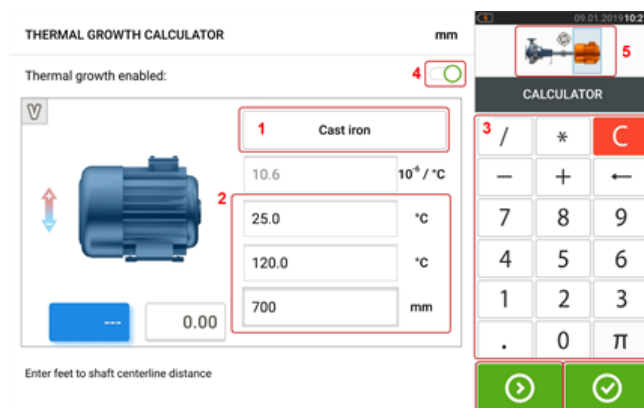 THERMAL GROWTH CALCULATOR mm
09.01.2019 10:2
Thermal growth enabled: 4
5
CALCULATOR
V
1 Cast iron
10.6 10⁻⁶ / °C
2
25.0 °C
120.0 °C
700 mm
--- 0.00
Enter feet to shaft centerline distance
3 / * C
− + ←
7 8 9
4 5 6
1 2 3
. 0 π